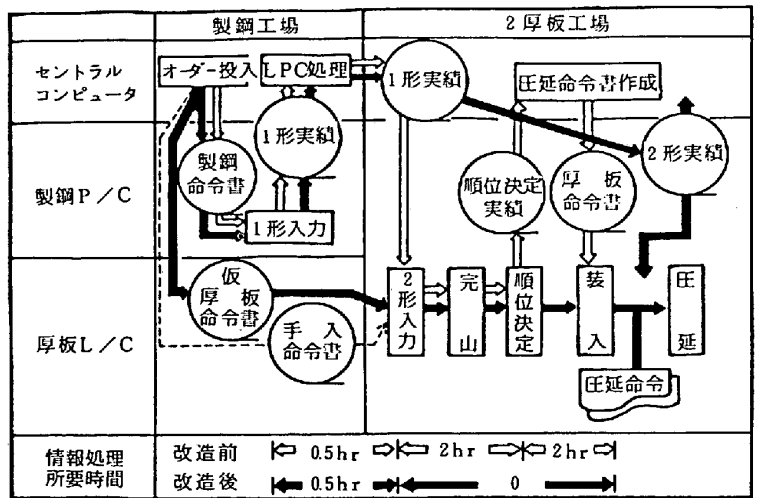 製鋼工場
2厚板工場
セントラル
コンピュータ
オーダー投入
LPC処理
1形実績
圧延命令書作成
製鋼P/C
製鋼
命令書
1形実績
1形入力
順位決定
実績
厚板
命令書
2形実績
厚板L/C
仮
厚板
命令書
手入
命令書
2形入力
完山
順位決定
装入
圧延
圧延命令
情報処理
所要時間
改造前
0.5hr
2hr
2hr
改造後
0.5hr
0